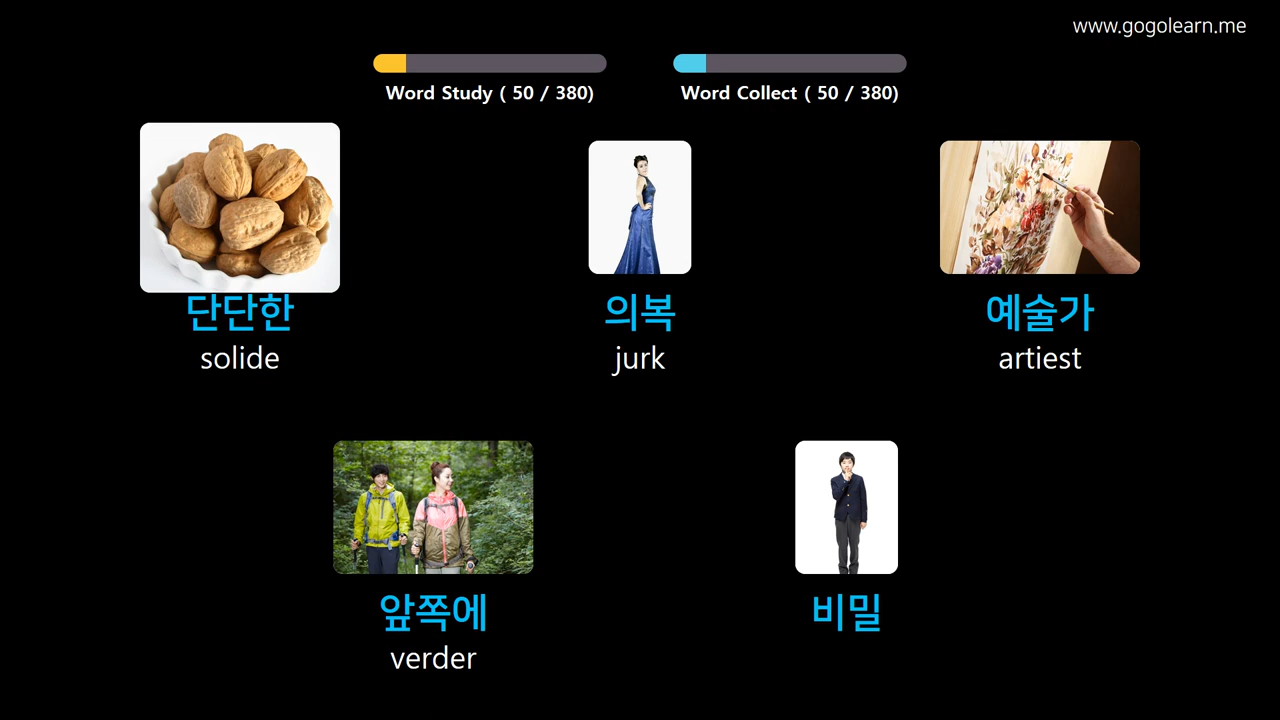 www.gogolearn.me
Word Study ( 50 / 380)
Word Collect ( 50 / 380)
단단한
solide
의복
jurk
예술가
artiest
앞쪽에
verder
비밀